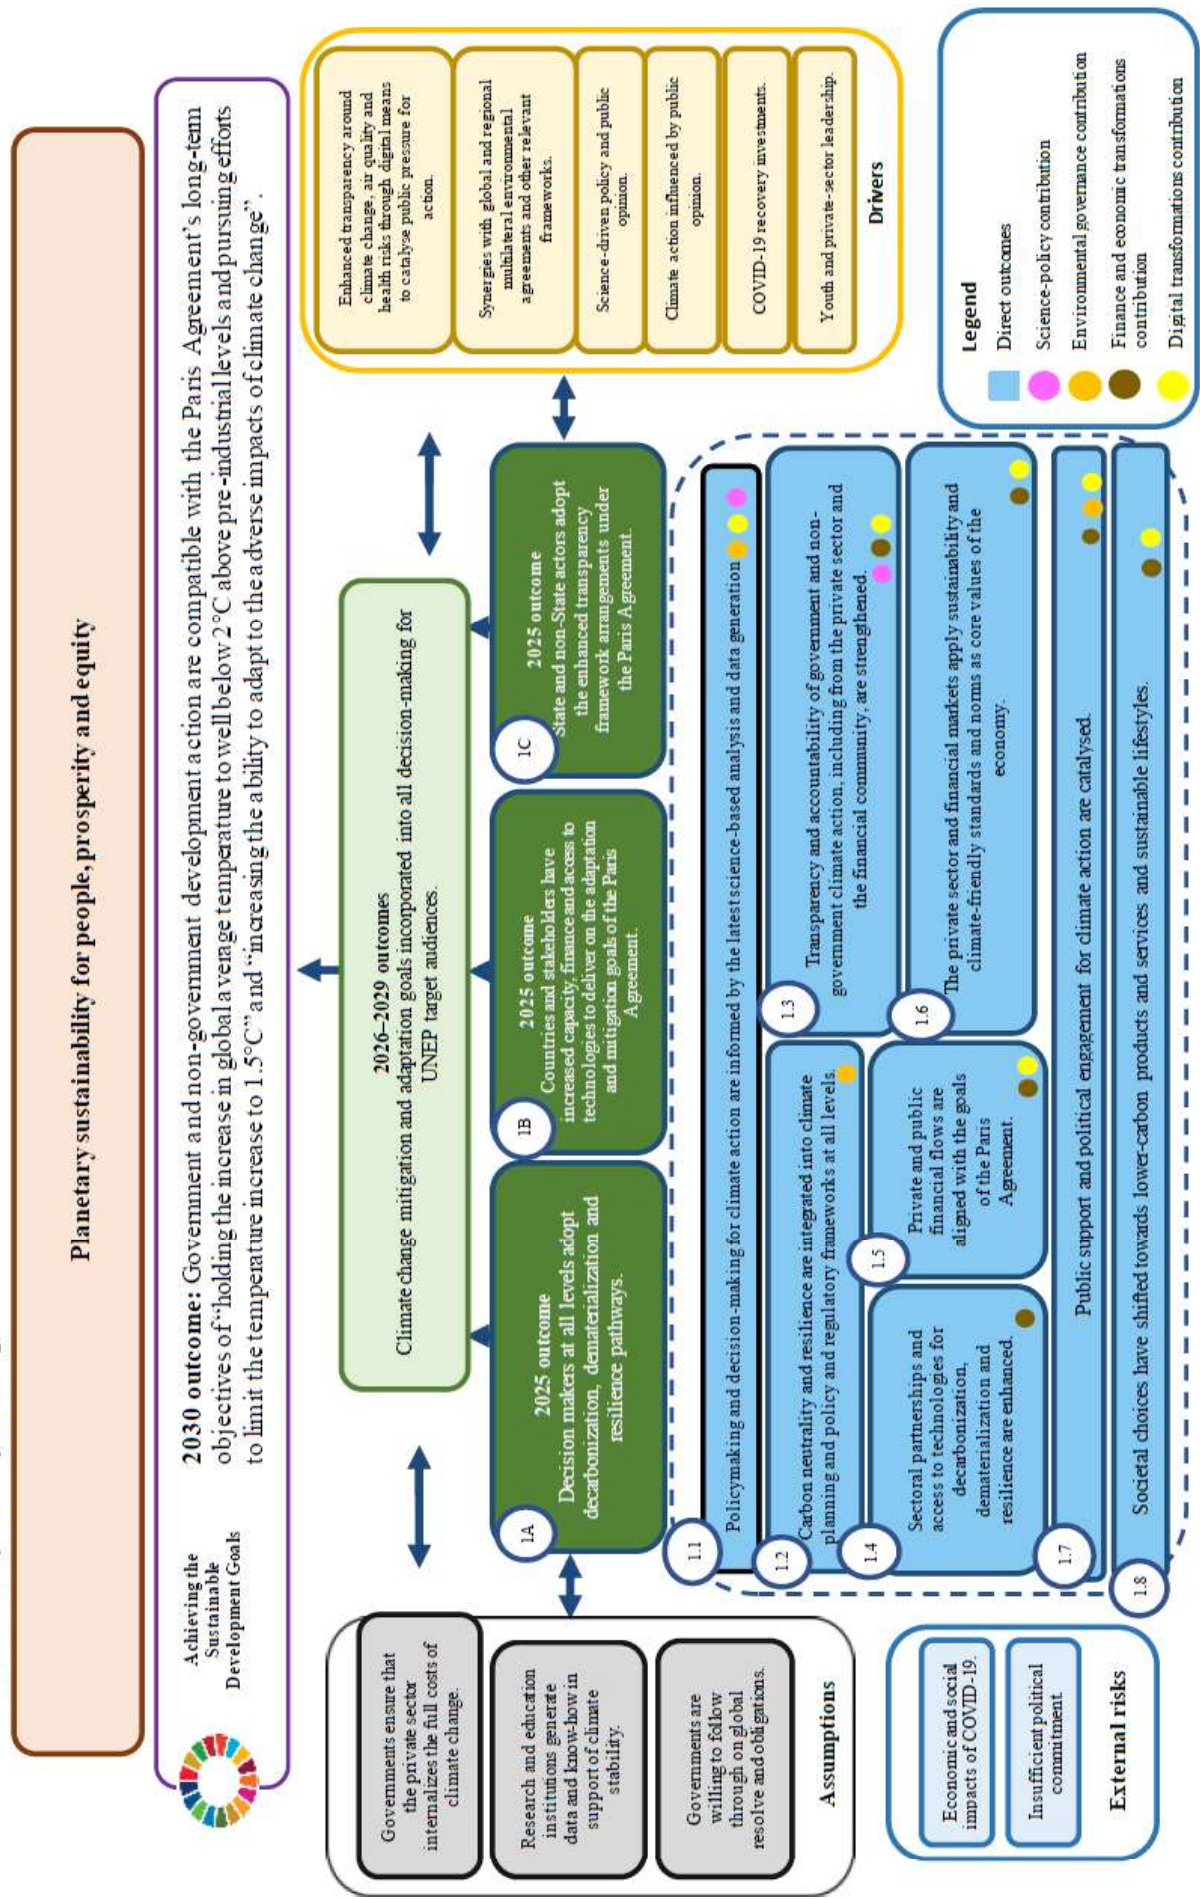 Planetary sustainability for people, prosperity and equity
Achieving the
Sustainable
Development Goals
2030 outcome: Government and non-government development action are compatible with the Paris Agreement's long-term
objectives of "holding the increase in global average temperature to well below 2°C above pre-industrial levels and pursuing efforts
to limit the temperature increase to 1.5°C" and "increasing the ability to adapt to the adverse impacts of climate change".
Governments ensure that
the private sector
internalizes the full costs of
climate change.
Research and education
institutions generate
data and know-how in
support of climate
stability.
Governments are
willing to follow
through on global
resolve and obligations.
Assumptions
Economic and social
impacts of COVID-19.
Insufficient political
commitment.
External risks
2026–2029 outcomes
Climate change mitigation and adaptation goals incorporated into all decision-making for
UNEP target audiences.
1A
2025 outcome
Decision makers at all levels adopt
decarbonization, dematerialization and
resilience pathways.
1B
2025 outcome
Countries and stakeholders have
increased capacity, finance and access to
technologies to deliver on the adaptation
and mitigation goals of the Paris
Agreement.
1C
2025 outcome
State and non-State actors adopt
the enhanced transparency
framework arrangements under
the Paris Agreement.
1.1
Policymaking and decision-making for climate action are informed by the latest science-based analysis and data generation
1.2
Carbon neutrality and resilience are integrated into climate
planning and policy and regulatory frameworks at all levels.
1.3
Transparency and accountability of government and non-
government climate action, including from the private sector and
the financial community, are strengthened.
1.4
Sectoral partnerships and
access to technologies for
decarbonization,
dematerialization and
resilience are enhanced.
1.5
Private and public
financial flows are
aligned with the goals
of the Paris
Agreement.
1.6
The private sector and financial markets apply sustainability and
climate-friendly standards and norms as core values of the
economy.
1.7
Public support and political engagement for climate action are catalysed.
1.8
Societal choices have shifted towards lower-carbon products and services and sustainable lifestyles.
Enhanced transparency around
climate change, air quality and
health risks through digital means
to catalyse public pressure for
action.
Synergies with global and regional
multilateral environmental
agreements and other relevant
frameworks.
Science-driven policy and public
opinion.
Climate action influenced by public
opinion.
COVID-19 recovery investments.
Youth and private-sector leadership.
Drivers
Legend
Direct outcomes
Science-policy contribution
Environmental governance contribution
Finance and economic transformations
contribution
Digital transformations contribution